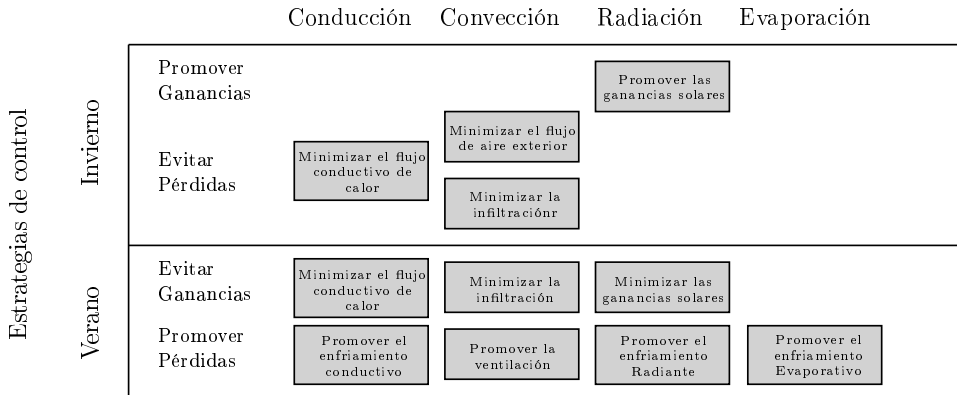 Conducción Convección Radiación Evaporación
Estrategias de control
Invierno
Promover
Ganancias
Promover las
ganancias solares
Evitar
Pérdidas
Minimizar el flujo
conductivo de
calor
Minimizar el flujo
de aire exterior
Minimizar la
infiltraciónr
Verano
Evitar
Ganancias
Minimizar el flujo
conductivo de
calor
Minimizar la
infiltración
Minimizar las
ganancias solares
Promover
Pérdidas
Promover el
enfriamiento
conductivo
Promover la
ventilación
Promover el
enfriamiento
Radiante
Promover el
enfriamiento
Evaporativo